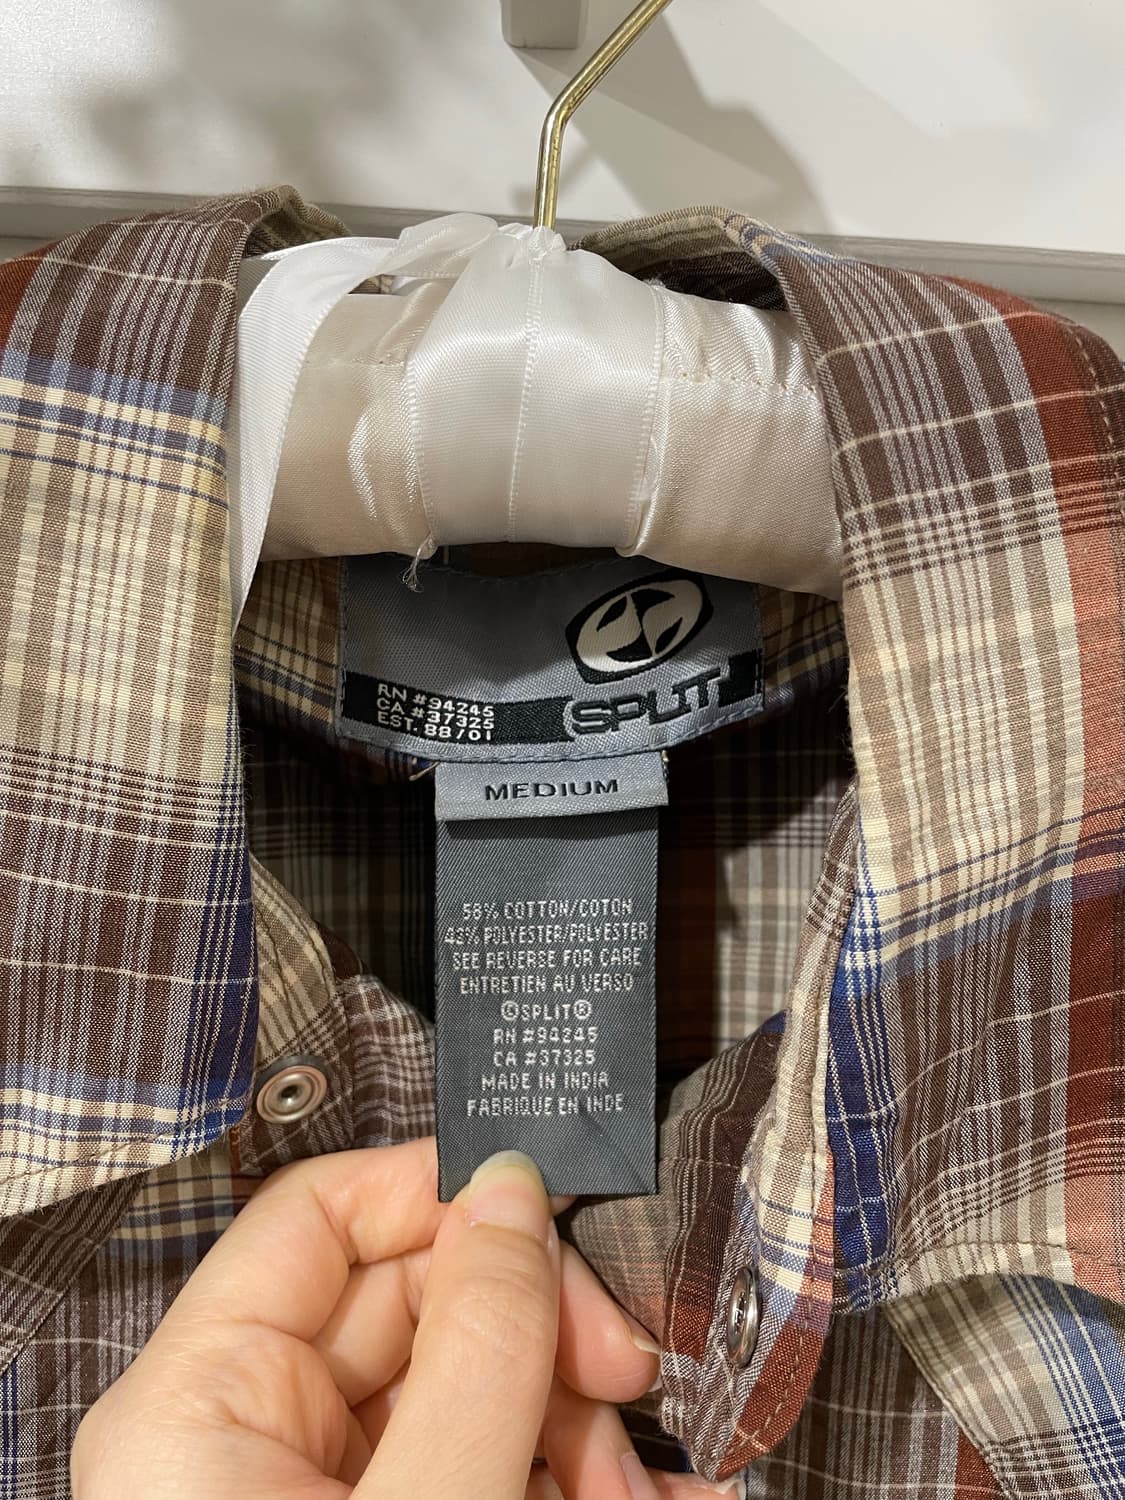 RN #94245
CA #37325
EST. 88/01
SPLIT
MEDIUM
58% COTTON/COTON
42% POLYESTER/POLYESTER
SEE REVERSE FOR CARE
ENTRETIEN AU VERSO
©SPLIT®
RN #94245
CA #37325
MADE IN INDIA
FABRIQUE EN INDE